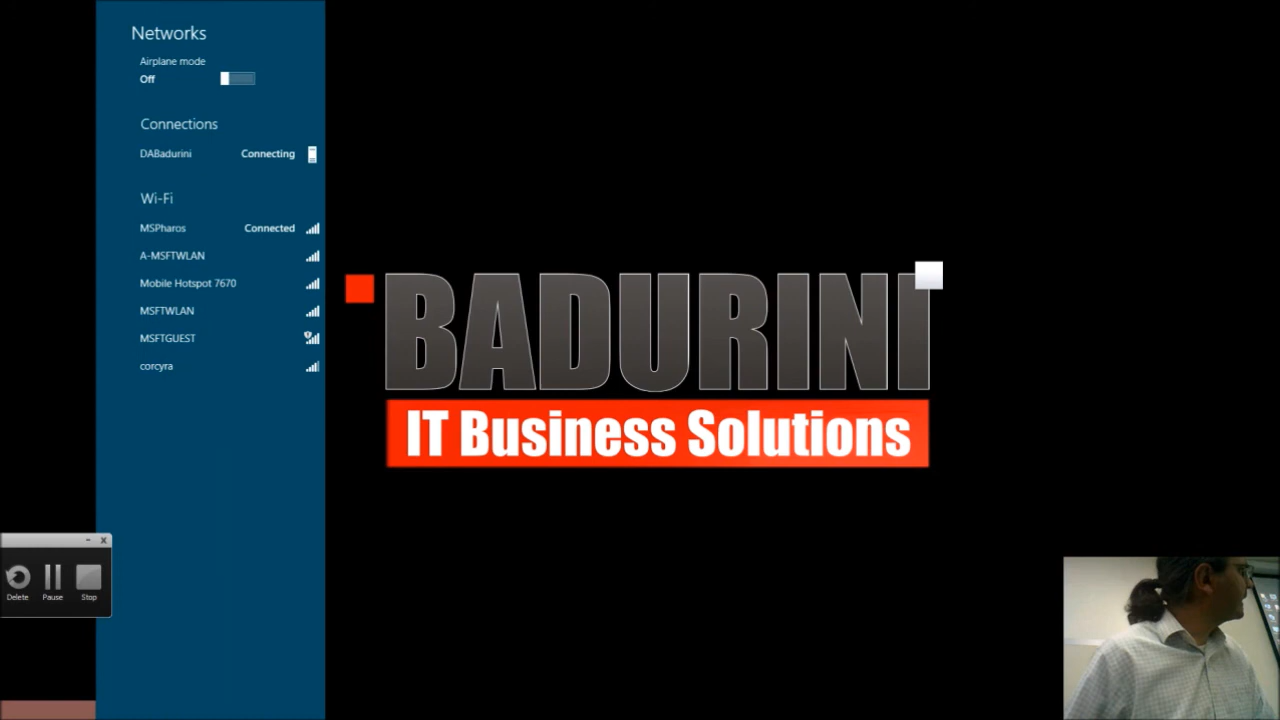 Networks
Airplane mode
Off
Connections
DABadurini Connecting
Wi-Fi
MSPharos Connected
A-MSFTWLAN
Mobile Hotspot 7670
MSFTWLAN
MSFTGUEST
corcyra
BADURINI
IT Business Solutions
Delete Pause Stop